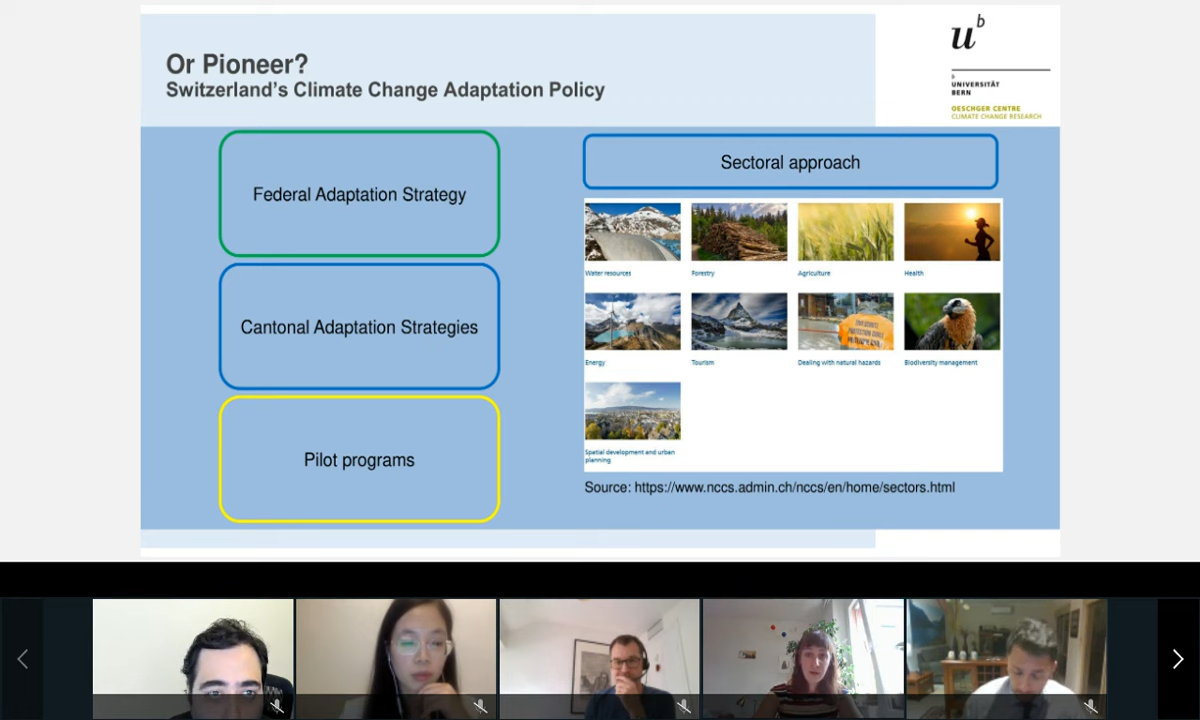 Or Pioneer?
Switzerland's Climate Change Adaptation Policy
u
b
b
UNIVERSITÄT
BERN
OESCHGER CENTRE
CLIMATE CHANGE RESEARCH
Federal Adaptation Strategy
Cantonal Adaptation Strategies
Pilot programs
Sectoral approach
Water resources
Forestry
Agriculture
Health
Energy
Tourism
Dealing with natural hazards
Biodiversity management
Spatial development and urban
planning
Source: https://www.nccs.admin.ch/nccs/en/home/sectors.html